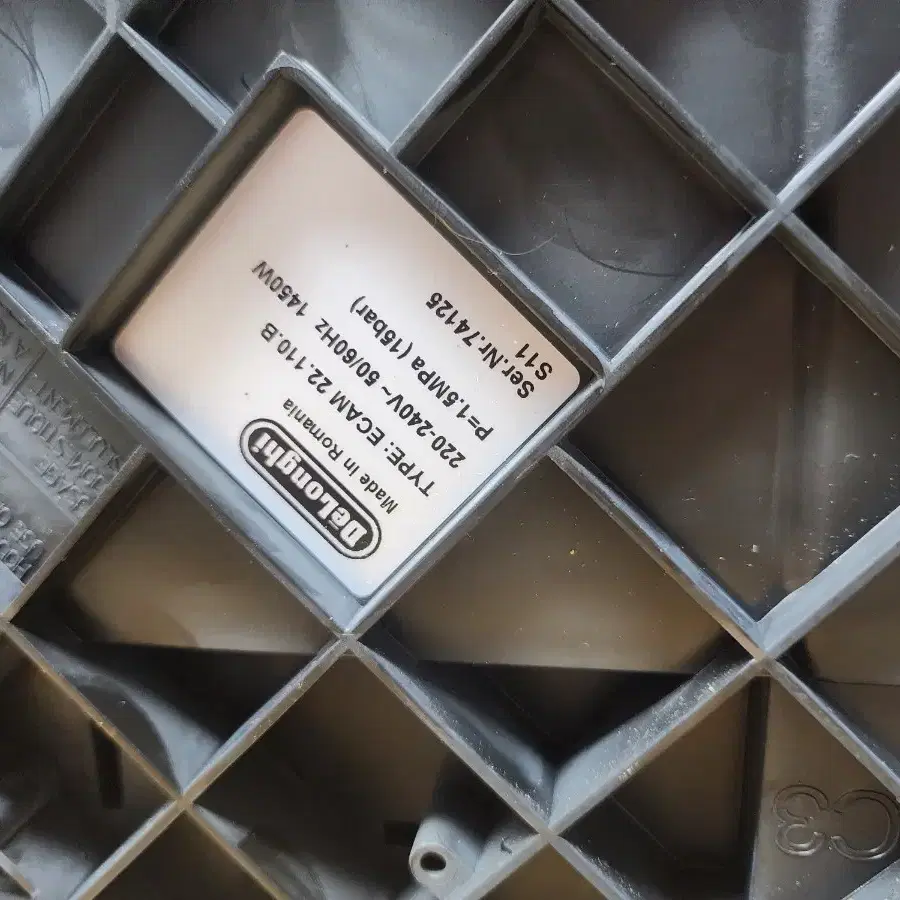 DeLonghi
Made in Romania
TYPE: ECAM 22.110.B
220-240V~ 50/60Hz 1450W
P=1.5MPa (15bar)
Ser.Nr.74125
S11
C3